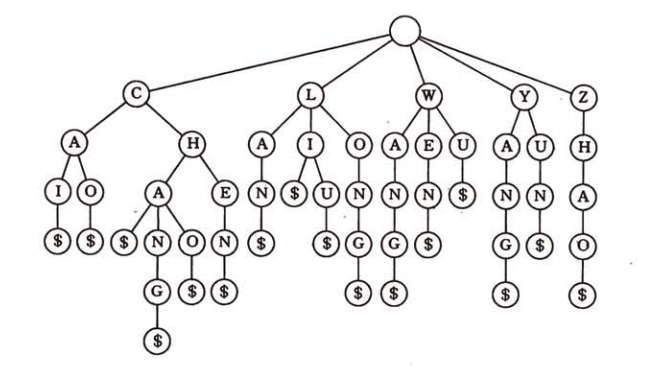 C L W Y Z
A H A I O A E U A U H
I O A E N $ U N N N $ N N A
$ $ $ N O N $ $ G G $ G $ O
G $ $ $ $ $ $
$